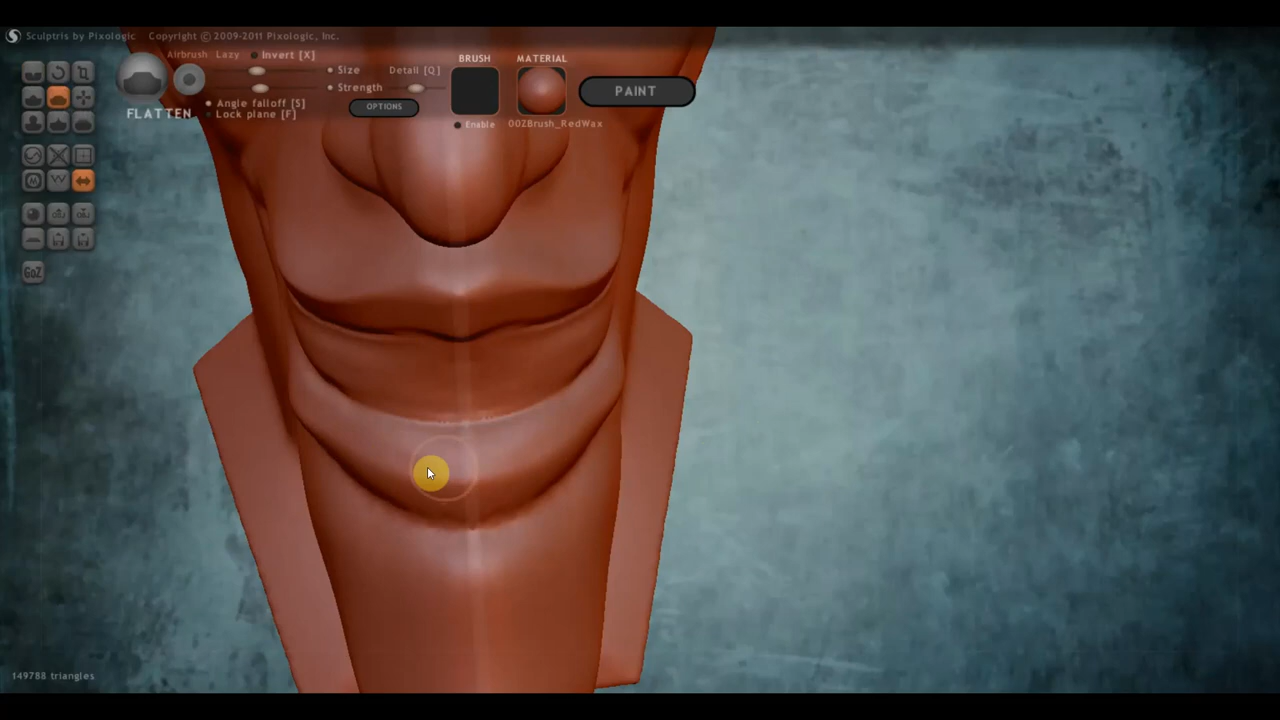 Sculptris by Pixologic Copyright © 2009-2011 Pixologic, Inc.
Airbrush Lazy Invert [X]
BRUSH MATERIAL
Size Detail [Q]
Strength
PAINT
Angle falloff [S]
OPTIONS
FLATTEN Lock plane [F]
Enable 00ZBrush_RedWax
GoZ
149788 triangles